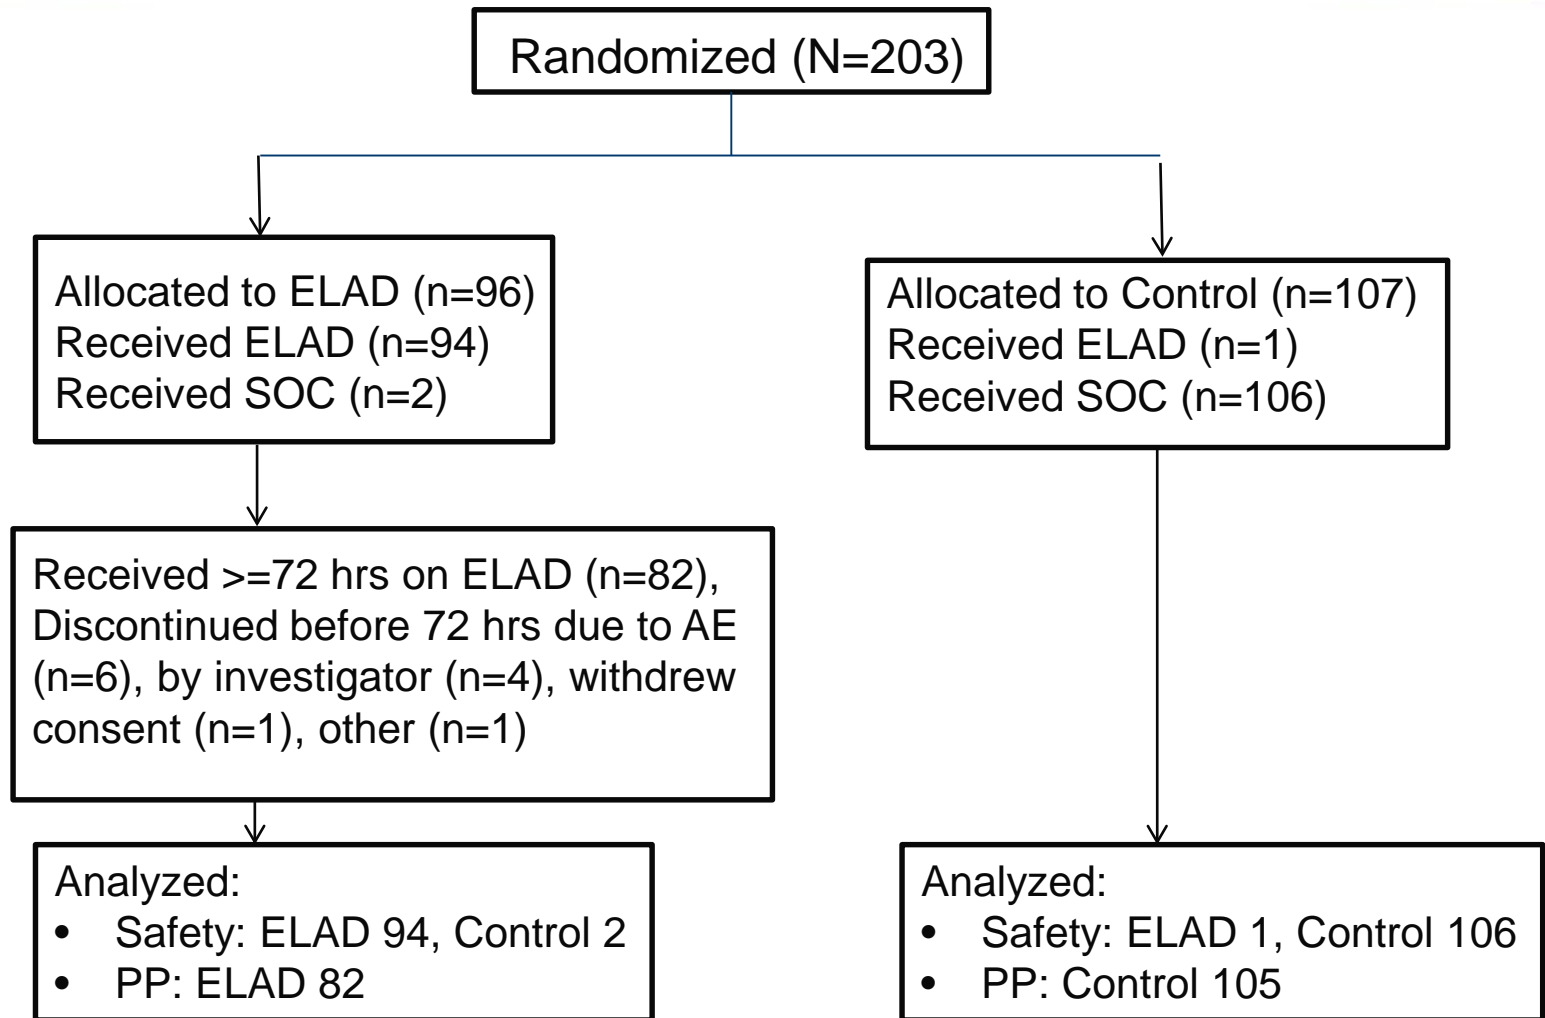 Randomized (N=203)
Allocated to ELAD (n=96)
Received ELAD (n=94)
Received SOC (n=2)
Allocated to Control (n=107)
Received ELAD (n=1)
Received SOC (n=106)
Received >=72 hrs on ELAD (n=82),
Discontinued before 72 hrs due to AE
(n=6), by investigator (n=4), withdrew
consent (n=1), other (n=1)
Analyzed:
• Safety: ELAD 94, Control 2
• PP: ELAD 82
Analyzed:
• Safety: ELAD 1, Control 106
• PP: Control 105